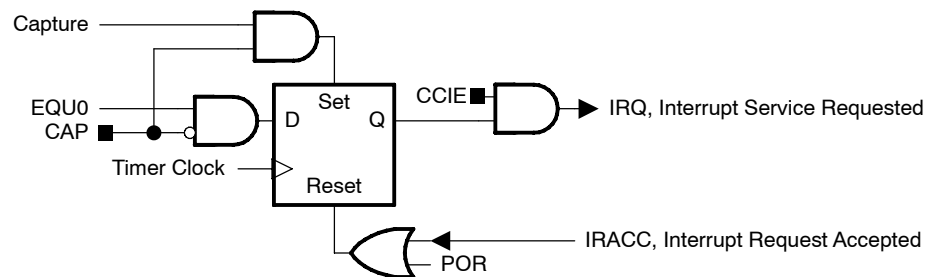 Capture
Set
CCIE
IRQ, Interrupt Service Requested
EQU0
D
Q
CAP
Timer Clock
Reset
IRACC, Interrupt Request Accepted
POR